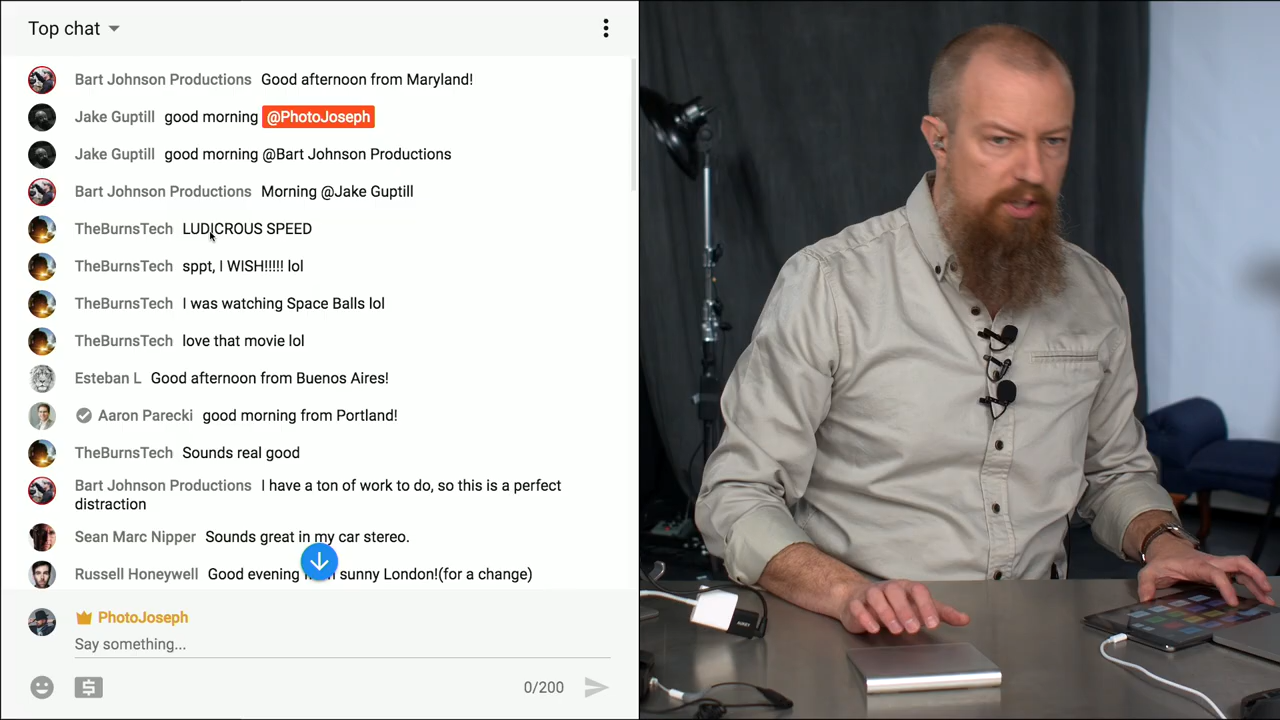 Top chat
Bart Johnson Productions Good afternoon from Maryland!
Jake Guptill good morning @PhotoJoseph
Jake Guptill good morning @Bart Johnson Productions
Bart Johnson Productions Morning @Jake Guptill
TheBurnsTech LUDICROUS SPEED
TheBurnsTech sppt, I WISH!!!!! lol
TheBurnsTech I was watching Space Balls lol
TheBurnsTech love that movie lol
Esteban L Good afternoon from Buenos Aires!
Aaron Parecki good morning from Portland!
TheBurnsTech Sounds real good
Bart Johnson Productions I have a ton of work to do, so this is a perfect
distraction
Sean Marc Nipper Sounds great in my car stereo.
Russell Honeywell Good evening sunny London!(for a change)
PhotoJoseph
Say something...
0/200
AUKEY